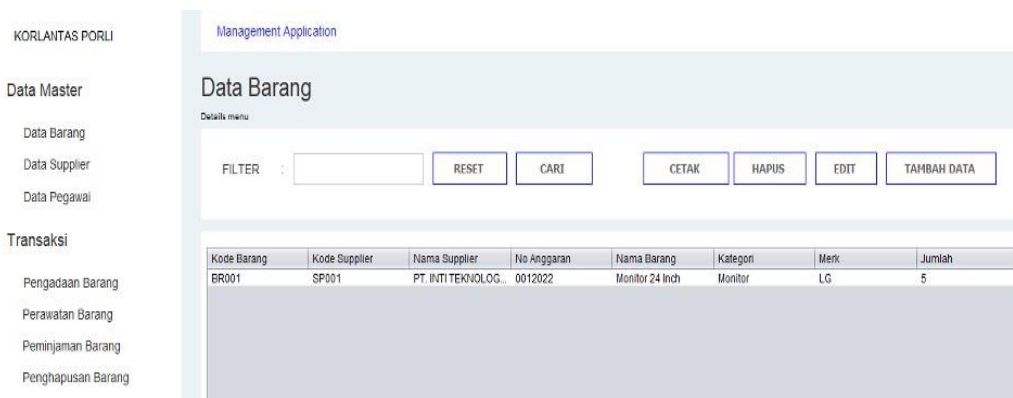 KORLANTAS PORLI
Data Master
Data Barang
Data Supplier
Data Pegawai
Transaksi
Pengadaan Barang
Perawatan Barang
Peminjaman Barang
Penghapusan Barang
Management Application
Data Barang
Details menu
FILTER : RESET CARI CETAK HAPUS EDIT TAMBAH DATA
Kode Barang Kode Supplier Nama Supplier No Anggaran Nama Barang Kategori Merk Jumlah
BR001 SP001 PT. INTI TEKNOLOG... 0012022 Monitor 24 Inch Monitor LG 5